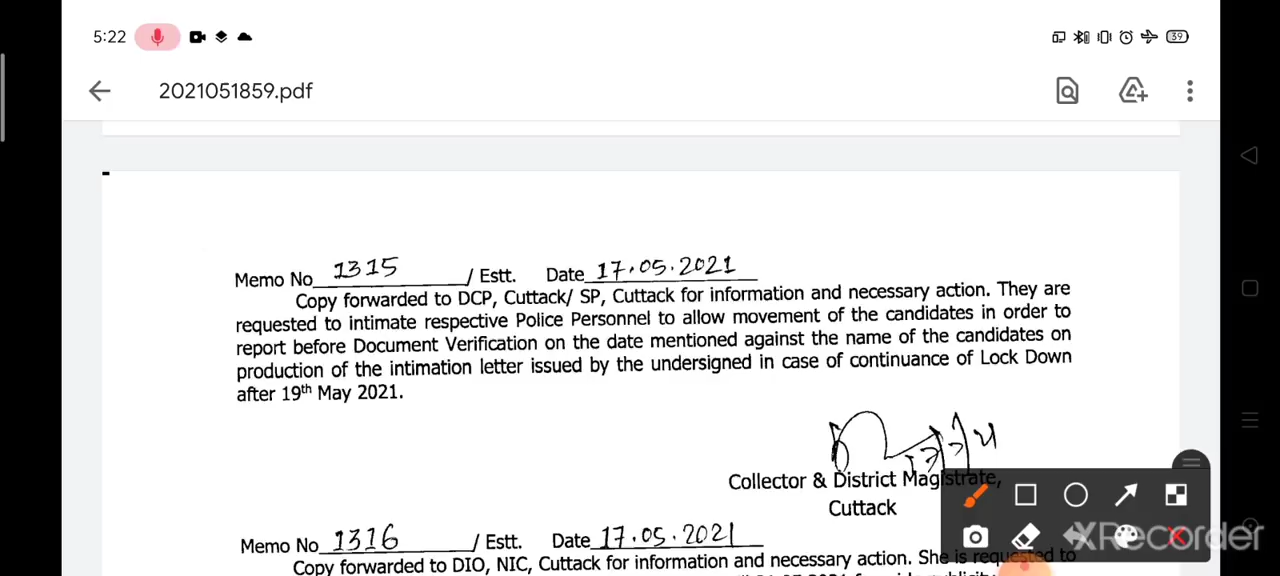 5:22
39
2021051859.pdf
Memo No 1315 / Estt. Date 17.05.2021
Copy forwarded to DCP, Cuttack/ SP, Cuttack for information and necessary action. They are
requested to intimate respective Police Personnel to allow movement of the candidates in order to
report before Document Verification on the date mentioned against the name of the candidates on
production of the intimation letter issued by the undersigned in case of continuance of Lock Down
after 19th May 2021.
Collector & District Magistrate,
Cuttack
Memo No 1316 / Estt. Date 17.05.2021
Copy forwarded to DIO, NIC, Cuttack for information and necessary action. She is requested to
XRecorder